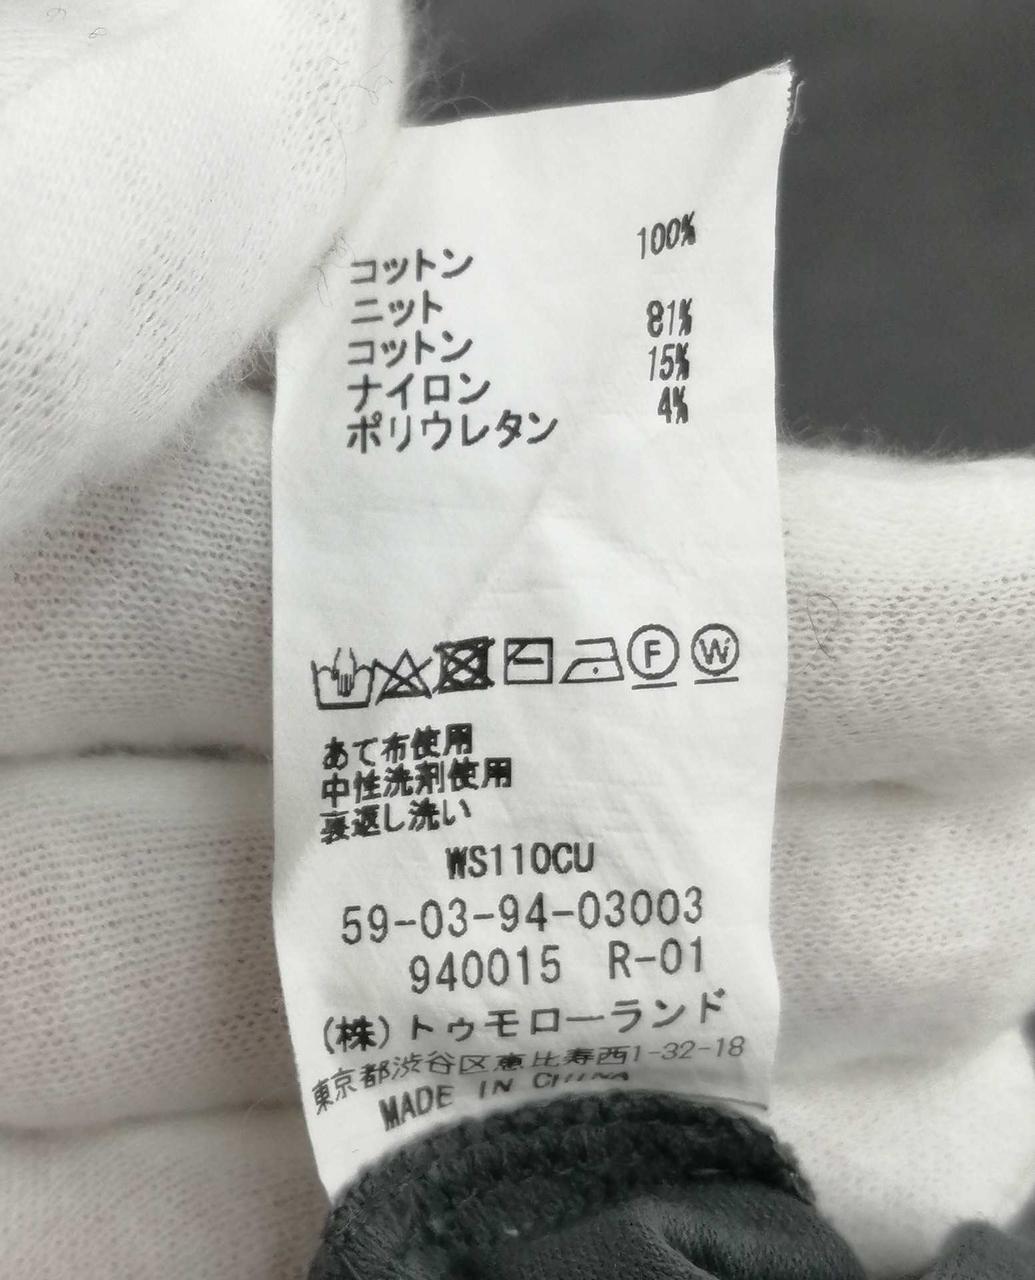 コットン 100%
ニット
コットン 81%
ナイロン 15%
ポリウレタン 4%
F W
あて布使用
中性洗剤使用
裏返し洗い
WS110CU
59-03-94-03003
940015 R-01
(株)トゥモローランド
東京都渋谷区恵比寿西1-32-18
MADE IN CHINA